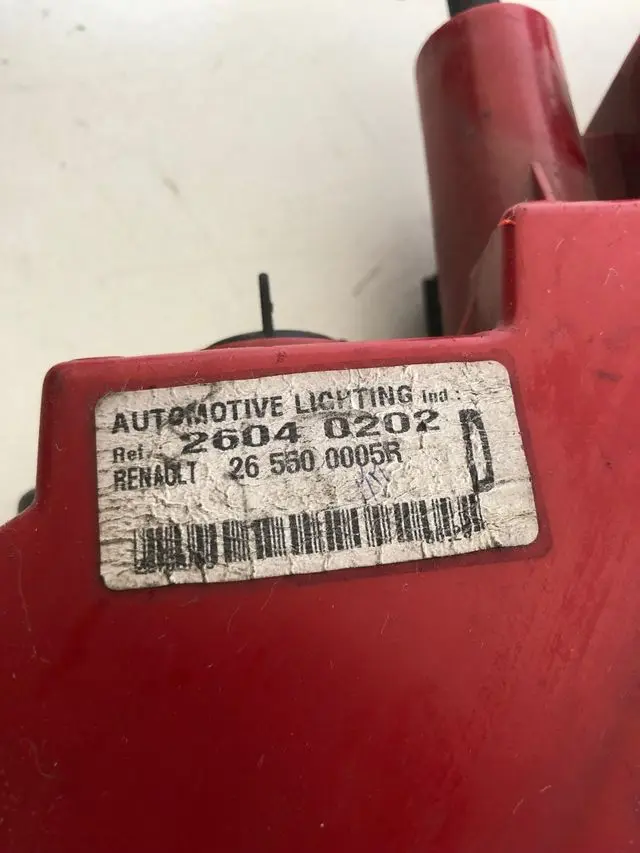 AUTOMOTIVE LIGHTING Ind.:
Ref. 2604 0202
RENAULT 26 550 0005R
D